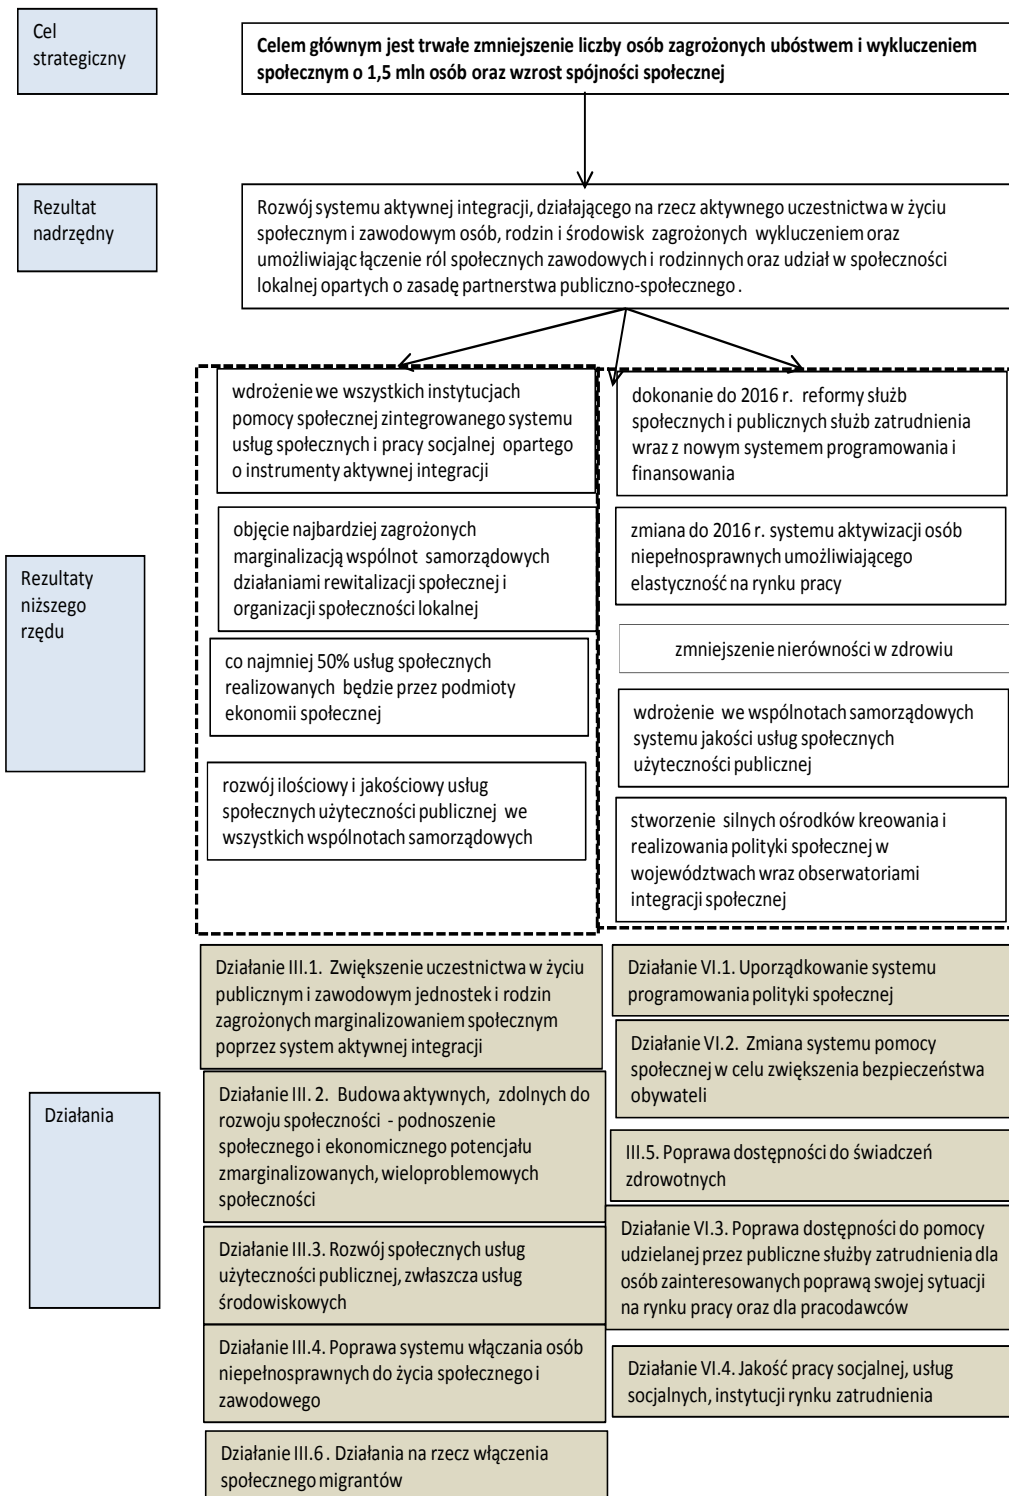 Cel
strategiczny
Celem głównym jest trwałe zmniejszenie liczby osób zagrożonych ubóstwem i wykluczeniem
społecznym o 1,5 mln osób oraz wzrost spójności społecznej
Rezultat
nadrzędny
Rozwój systemu aktywnej integracji, działającego na rzecz aktywnego uczestnictwa w życiu
społecznym i zawodowym osób, rodzin i środowisk zagrożonych wykluczeniem oraz
umożliwiając łączenie ról społecznych zawodowych i rodzinnych oraz udział w społeczności
lokalnej opartych o zasadę partnerstwa publiczno-społecznego .
Rezultaty
niższego
rzędu
wdrożenie we wszystkich instytucjach
pomocy społecznej zintegrowanego systemu
usług społecznych i pracy socjalnej opartego
o instrumenty aktywnej integracji
objęcie najbardziej zagrożonych
marginalizacją wspólnot samorządowych
działaniami rewitalizacji społecznej i
organizacji społeczności lokalnej
co najmniej 50% usług społecznych
realizowanych będzie przez podmioty
ekonomii społecznej
rozwój ilościowy i jakościowy usług
społecznych użyteczności publicznej we
wszystkich wspólnotach samorządowych
dokonanie do 2016 r. reformy służb
społecznych i publicznych służb zatrudnienia
wraz z nowym systemem programowania i
finansowania
zmiana do 2016 r. systemu aktywizacji osób
niepełnosprawnych umożliwiającego
elastyczność na rynku pracy
zmniejszenie nierówności w zdrowiu
wdrożenie we wspólnotach samorządowych
systemu jakości usług społecznych
użyteczności publicznej
stworzenie silnych ośrodków kreowania i
realizowania polityki społecznej w
województwach wraz obserwatoriami
integracji społecznej
Działania
Działanie III.1. Zwiększenie uczestnictwa w życiu
publicznym i zawodowym jednostek i rodzin
zagrożonych marginalizowaniem społecznym
poprzez system aktywnej integracji
Działanie III. 2. Budowa aktywnych, zdolnych do
rozwoju społeczności - podnoszenie
społecznego i ekonomicznego potencjału
zmarginalizowanych, wieloproblemowych
społeczności
Działanie III.3. Rozwój społecznych usług
użyteczności publicznej, zwłaszcza usług
środowiskowych
Działanie III.4. Poprawa systemu włączania osób
niepełnosprawnych do życia społecznego i
zawodowego
Działanie III.6 . Działania na rzecz włączenia
społecznego migrantów
Działanie VI.1. Uporządkowanie systemu
programowania polityki społecznej
Działanie VI.2. Zmiana systemu pomocy
społecznej w celu zwiększenia bezpieczeństwa
obywateli
III.5. Poprawa dostępności do świadczeń
zdrowotnych
Działanie VI.3. Poprawa dostępności do pomocy
udzielanej przez publiczne służby zatrudnienia dla
osób zainteresowanych poprawą swojej sytuacji
na rynku pracy oraz dla pracodawców
Działanie VI.4. Jakość pracy socjalnej, usług
socjalnych, instytucji rynku zatrudnienia